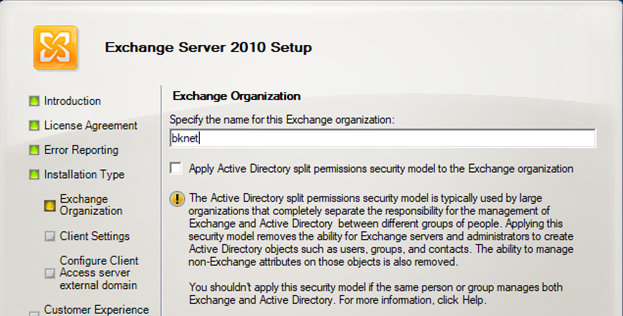 Exchange Server 2010 Setup
Introduction
License Agreement
Error Reporting
Installation Type
Exchange
Organization
Client Settings
Configure Client
Access server
external domain
Customer Experience
Exchange Organization
Specify the name for this Exchange organization:
bknet
Apply Active Directory split permissions security model to the Exchange organization
The Active Directory split permissions security model is typically used by large
organizations that completely separate the responsibility for the management of
Exchange and Active Directory between different groups of people. Applying this
security model removes the ability for Exchange servers and administrators to create
Active Directory objects such as users, groups, and contacts. The ability to manage
non-Exchange attributes on those objects is also removed.
You shouldn't apply this security model if the same person or group manages both
Exchange and Active Directory. For more information, click Help.